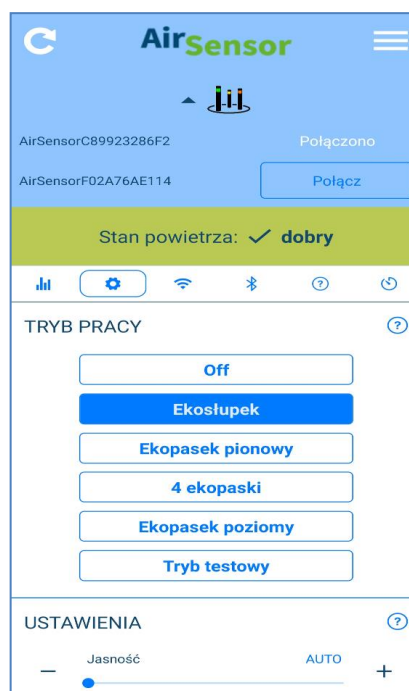 AirSensor
AirSensorC89923286F2 Połączono
AirSensorF02A76AE114 Połącz
Stan powietrza: ✓ dobry
TRYB PRACY ?
Off
Ekosłupek
Ekopasek pionowy
4 ekopaski
Ekopasek poziomy
Tryb testowy
USTAWIENIA ?
Jasność AUTO
− +